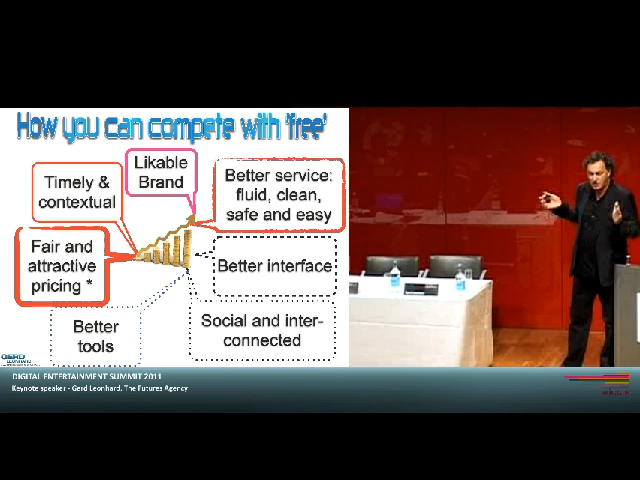 How you can compete with 'free'
Likable
Brand
Timely &
contextual
Better service:
fluid, clean,
safe and easy
Fair and
attractive
pricing *
Better interface
Better
tools
Social and inter-
connected
GERD
LEONHARD
DIGITAL ENTERTAINMENT SUMMIT 2011
Keynote speaker - Gerd Leonhard, The Futures Agency